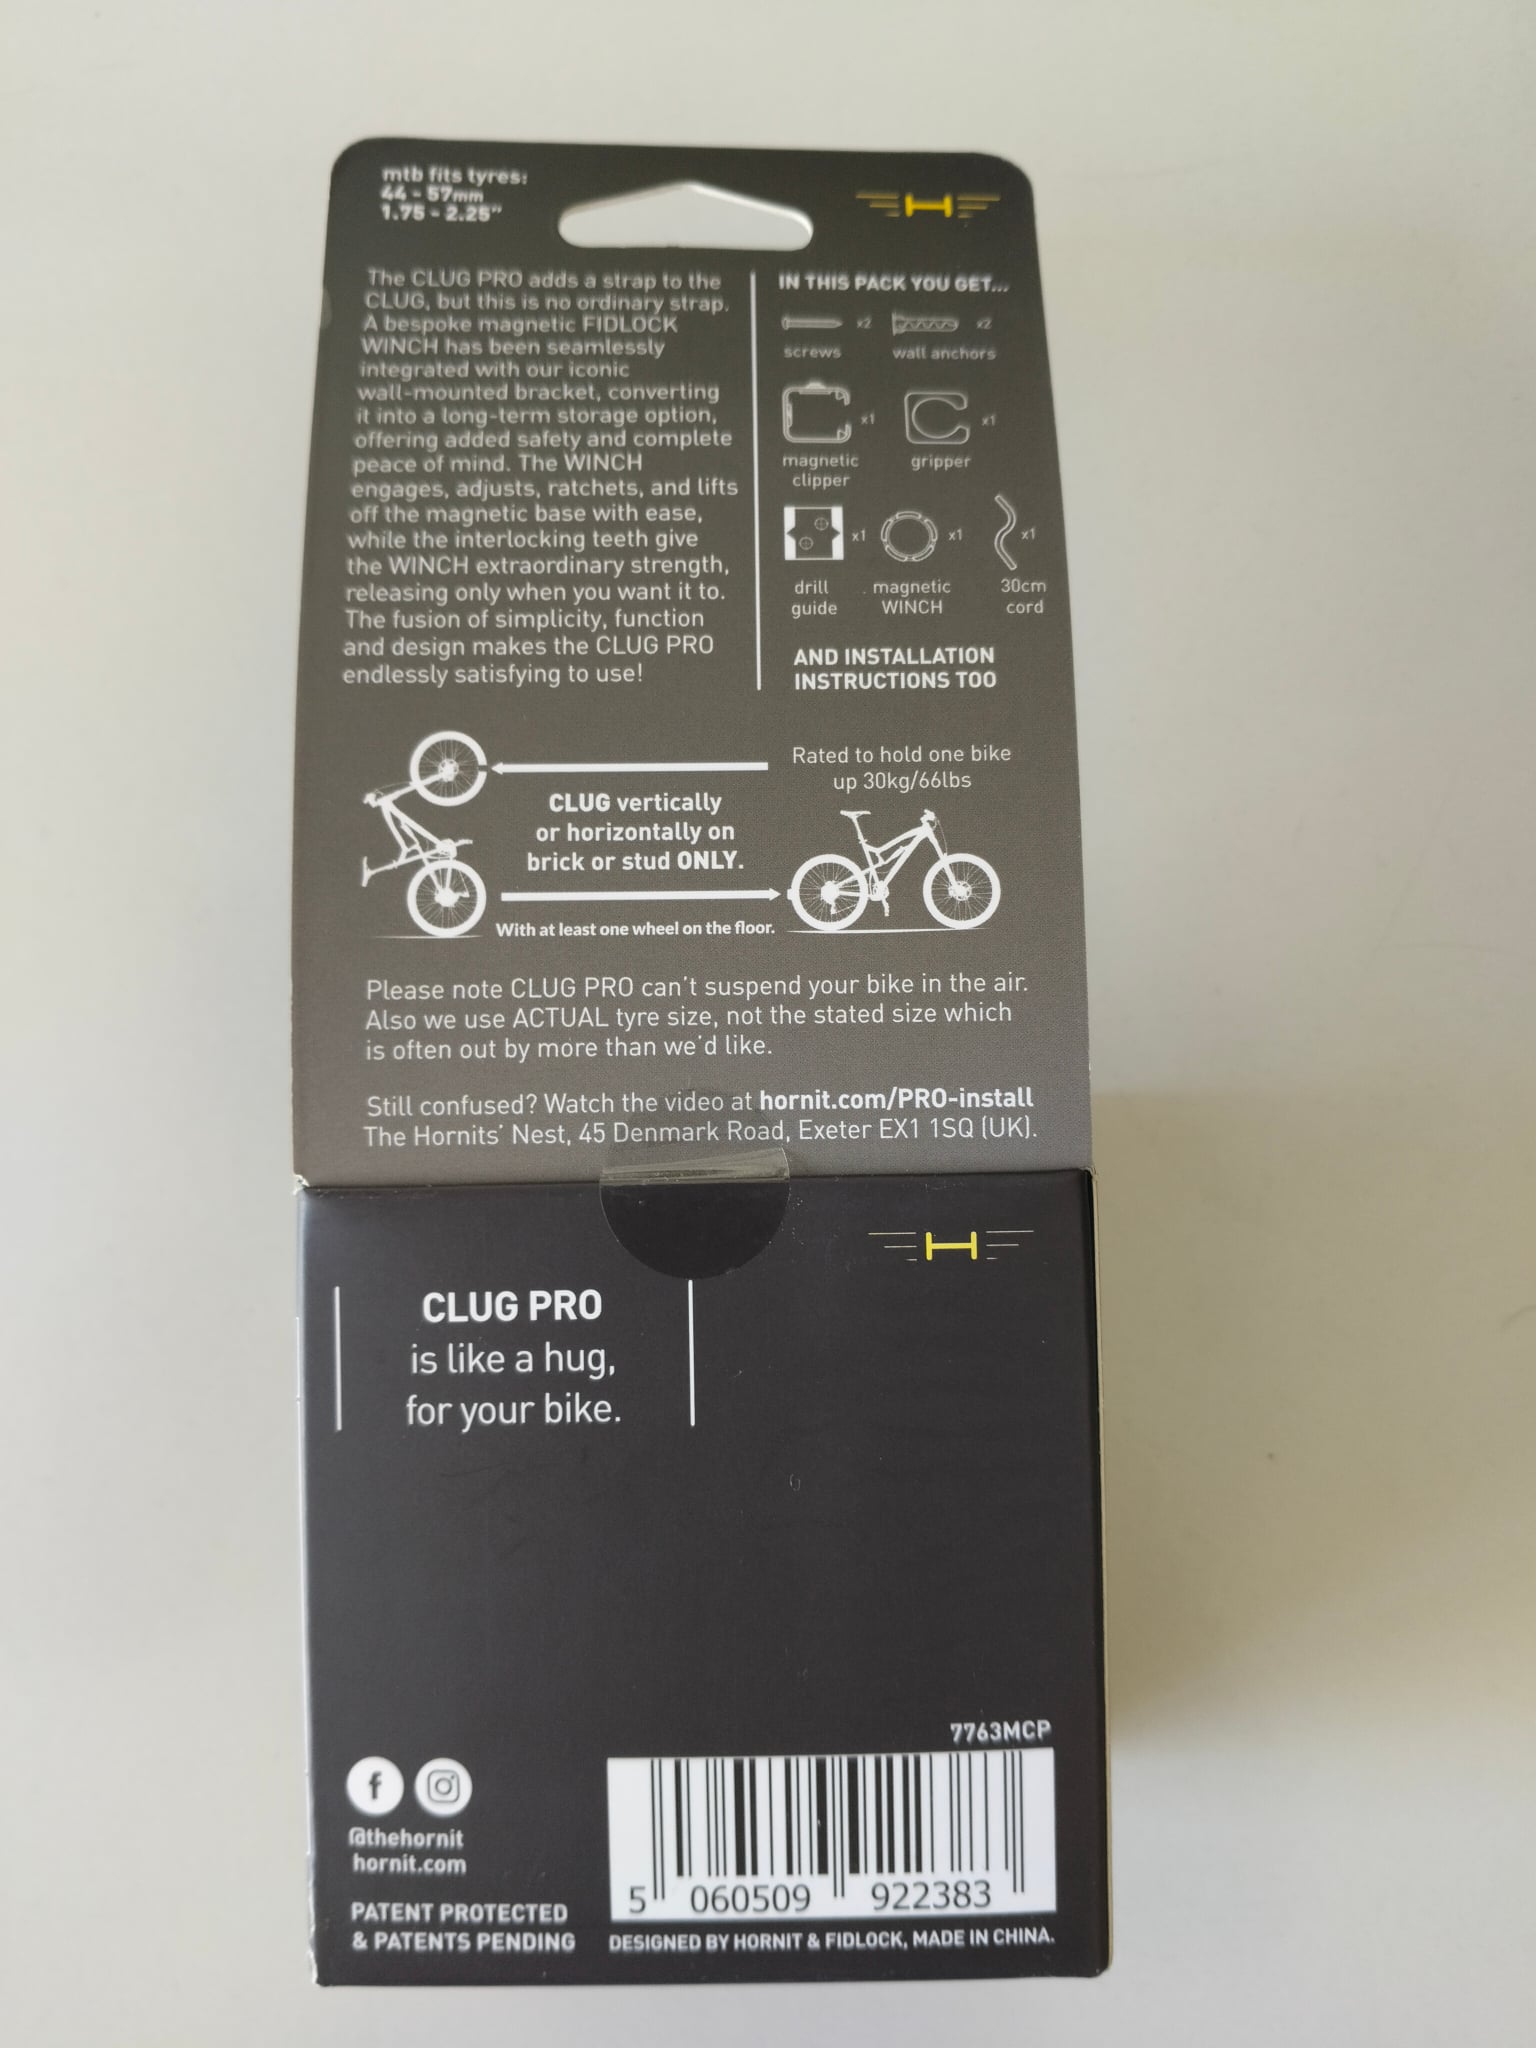 mtb fits tyres:
44 - 57mm
1.75 - 2.25"
The CLUG PRO adds a strap to the
CLUG, but this is no ordinary strap.
A bespoke magnetic FIDLOCK
WINCH has been seamlessly
integrated with our iconic
wall-mounted bracket, converting
it into a long-term storage option,
offering added safety and complete
peace of mind. The WINCH
engages, adjusts, ratchets, and lifts
off the magnetic base with ease,
while the interlocking teeth give
the WINCH extraordinary strength,
releasing only when you want it to.
The fusion of simplicity, function
and design makes the CLUG PRO
endlessly satisfying to use!
IN THIS PACK YOU GET...
x2 x2
screws wall anchors
x1 x1
magnetic
clipper
gripper
x1 x1 x1
drill
guide
magnetic
WINCH
30cm
cord
AND INSTALLATION
INSTRUCTIONS TOO
CLUG vertically
or horizontally on
brick or stud ONLY.
With at least one wheel on the floor.
Rated to hold one bike
up 30kg/66lbs
Please note CLUG PRO can't suspend your bike in the air.
Also we use ACTUAL tyre size, not the stated size which
is often out by more than we'd like.
Still confused? Watch the video at hornit.com/PRO-install
The Hornits' Nest, 45 Denmark Road, Exeter EX1 1SQ (UK).
CLUG PRO
is like a hug,
for your bike.
7763MCP
5 060509 922383
@thehornit
hornit.com
PATENT PROTECTED
& PATENTS PENDING
DESIGNED BY HORNIT & FIDLOCK, MADE IN CHINA.